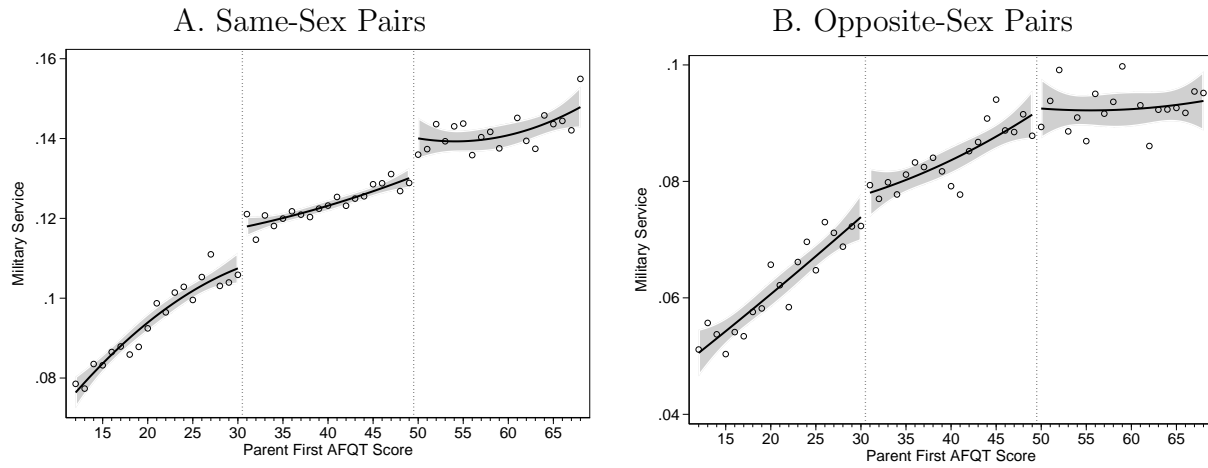 A. Same-Sex Pairs
Military Service
.16
.14
.12
.1
.08
15 20 25 30 35 40 45 50 55 60 65
Parent First AFQT Score
B. Opposite-Sex Pairs
Military Service
.1
.08
.06
.04
15 20 25 30 35 40 45 50 55 60 65
Parent First AFQT Score